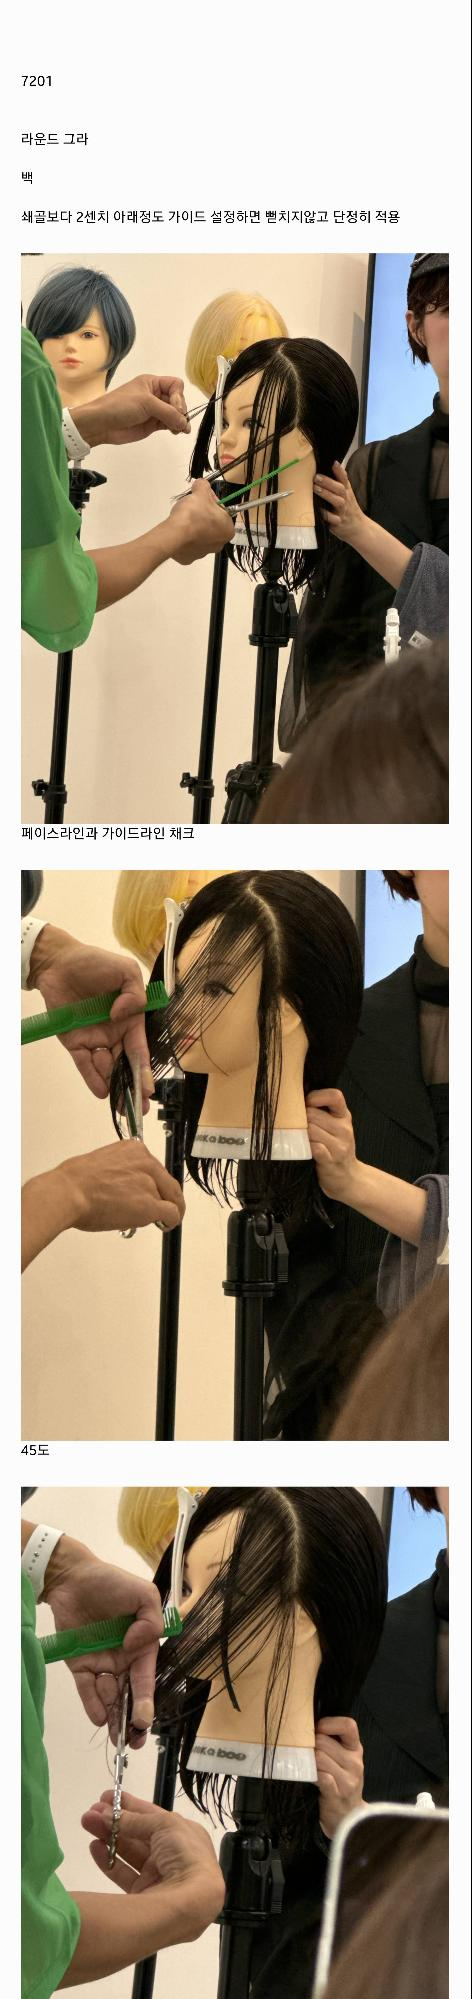 7201
라운드 그라
백
쇄골보다 2센치 아래정도 가이드 설정하면 뻗치지않고 단정히 적용
페이스라인과 가이드라인 채크
45도